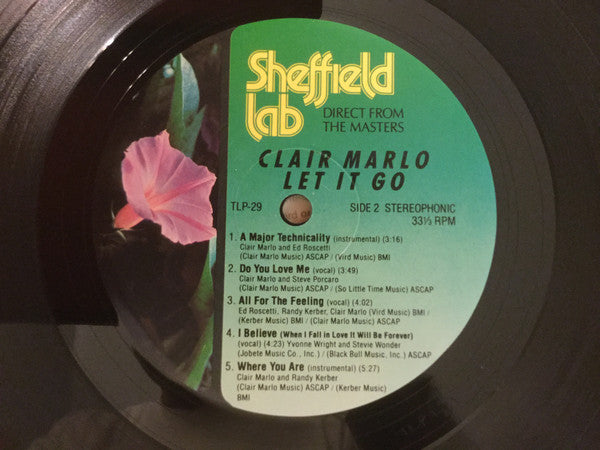 Sheffield
Lab
DIRECT FROM
THE MASTERS
CLAIR MARLO
LET IT GO
TLP-29
SIDE 2 STEREOPHONIC
33⅓ RPM
1. A Major Technicality (instrumental) (3:16)
Clair Marlo and Ed Roscetti
(Clair Marlo Music) ASCAP / (Vird Music) BMI
2. Do You Love Me (vocal) (3:49)
Clair Marlo and Steve Porcaro
(Clair Marlo Music) ASCAP / (So Little Time Music) ASCAP
3. All For The Feeling (vocal) (4:02)
Ed Roscetti, Randy Kerber, Clair Marlo (Vird Music) BMI /
(Kerber Music) BMI / (Clair Marlo Music) ASCAP
4. I Believe (When I Fall in Love It Will Be Forever)
(vocal) (4:23) Yvonne Wright and Stevie Wonder
(Jobete Music Co., Inc.) / (Black Bull Music, Inc.) ASCAP
5. Where You Are (instrumental) (5:27)
Clair Marlo and Randy Kerber
(Clair Marlo Music) ASCAP / (Kerber Music)
BMI